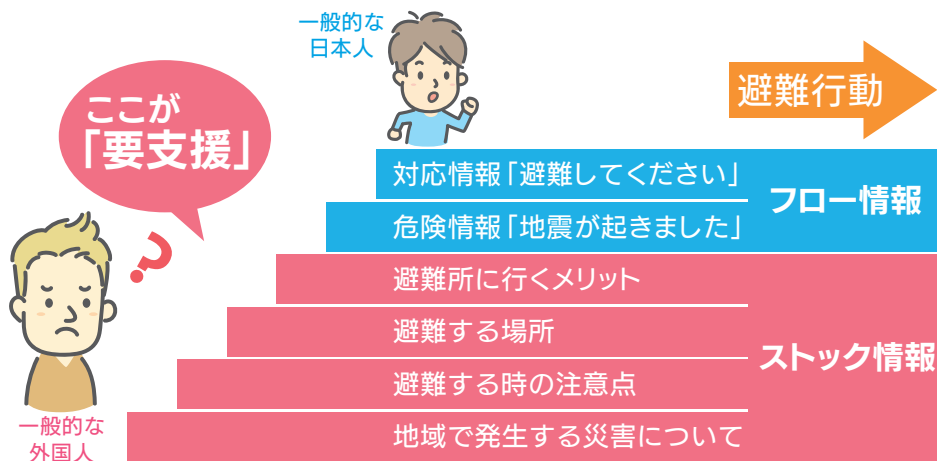 一般的な
日本人
ここが
「要支援」
避難行動
対応情報「避難してください」
フロー情報
危険情報「地震が起きました」
避難所に行くメリット
避難する場所
ストック情報
避難する時の注意点
地域で発生する災害について
?
一般的な
外国人